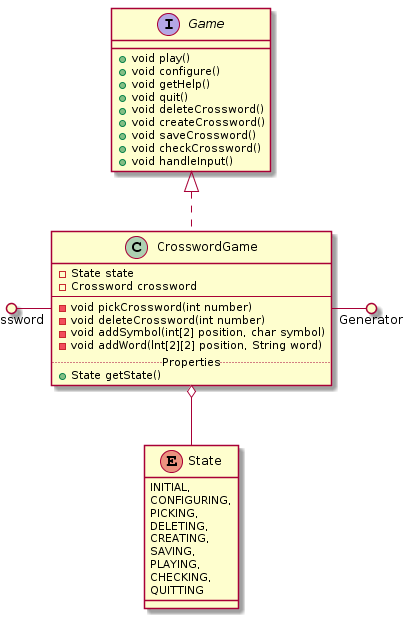 I Game
void play()
void configure()
void getHelp()
void quit()
void deleteCrossword()
void createCrossword()
void saveCrossword()
void checkCrossword()
void handleInput()
C CrosswordGame
State state
Crossword crossword
void pickCrossword(int number)
void deleteCrossword(int number)
void addSymbol(int[2] position, char symbol)
void addWord(Int[2][2] position, String word)
Properties
State getState()
ssword
Generator
E State
INITIAL,
CONFIGURING,
PICKING,
DELETING,
CREATING,
SAVING,
PLAYING,
CHECKING,
QUITTING